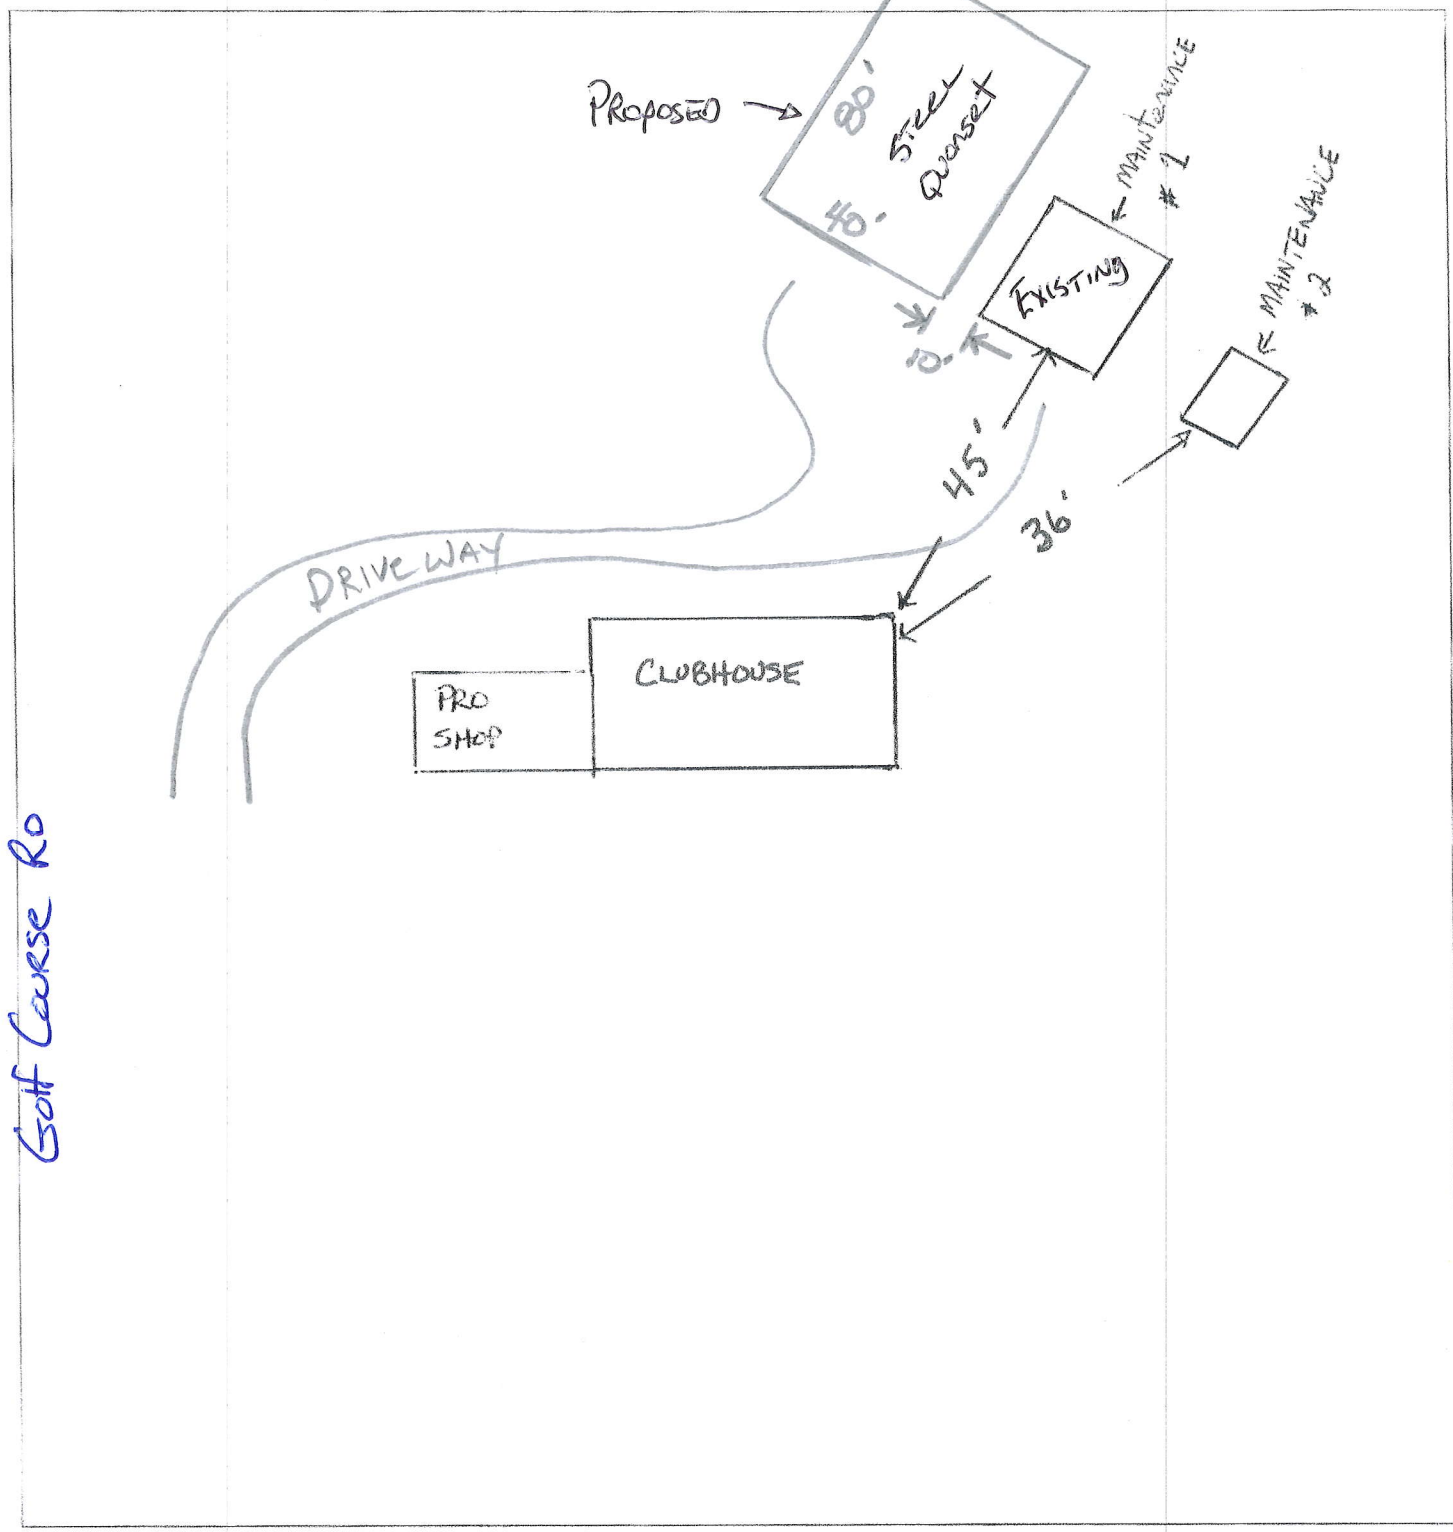 PROPOSED
80'
STEEL
QUONSET
40'
MAINTENANCE
# 1
EXISTING
MAINTENANCE
# 2
45'
36'
DRIVEWAY
CLUBHOUSE
PRO
SHOP
Golf Course RD